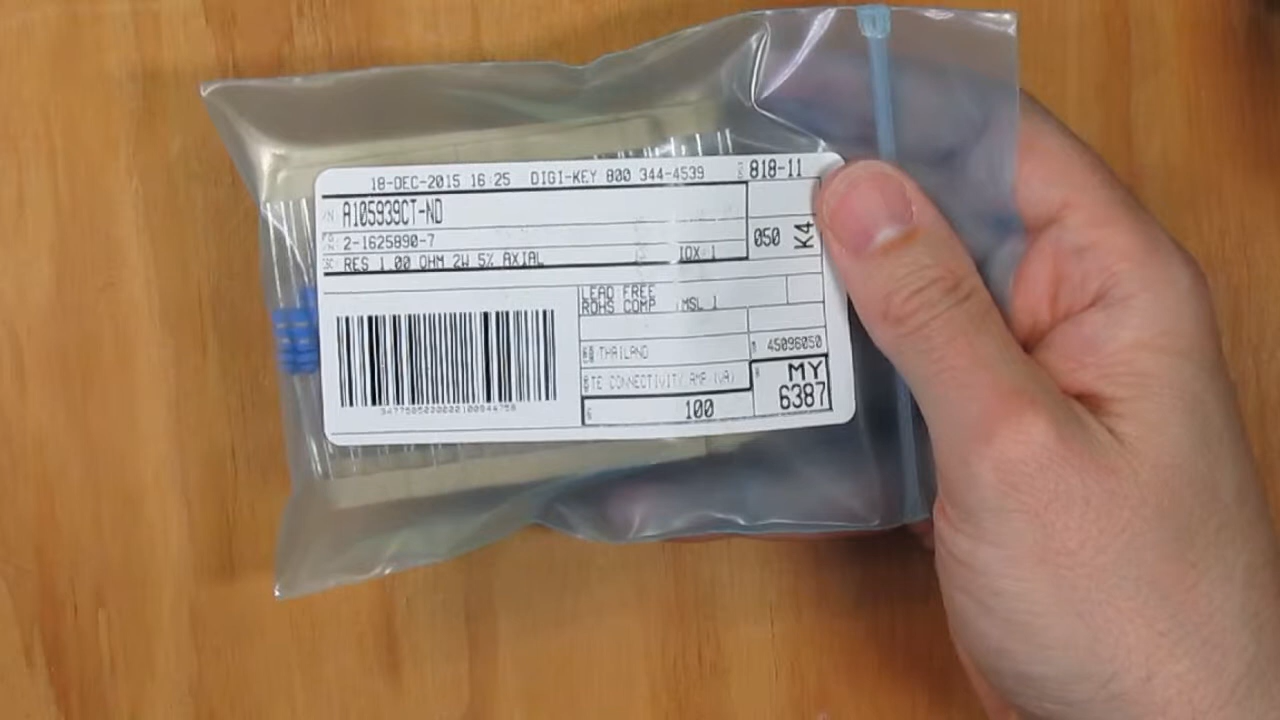 18-DEC-2015 16:25 DIGI-KEY 800 344-4539 818-11
A105939CT-ND
2-1625890-7
050 K4
RES 1.00 OHM 2W 5% AXIAL
LEAD FREE
ROHS COMP MSL 1
THAILAND 45096050
TE CONNECTIVITY AMP (VA)
MY
6387
100